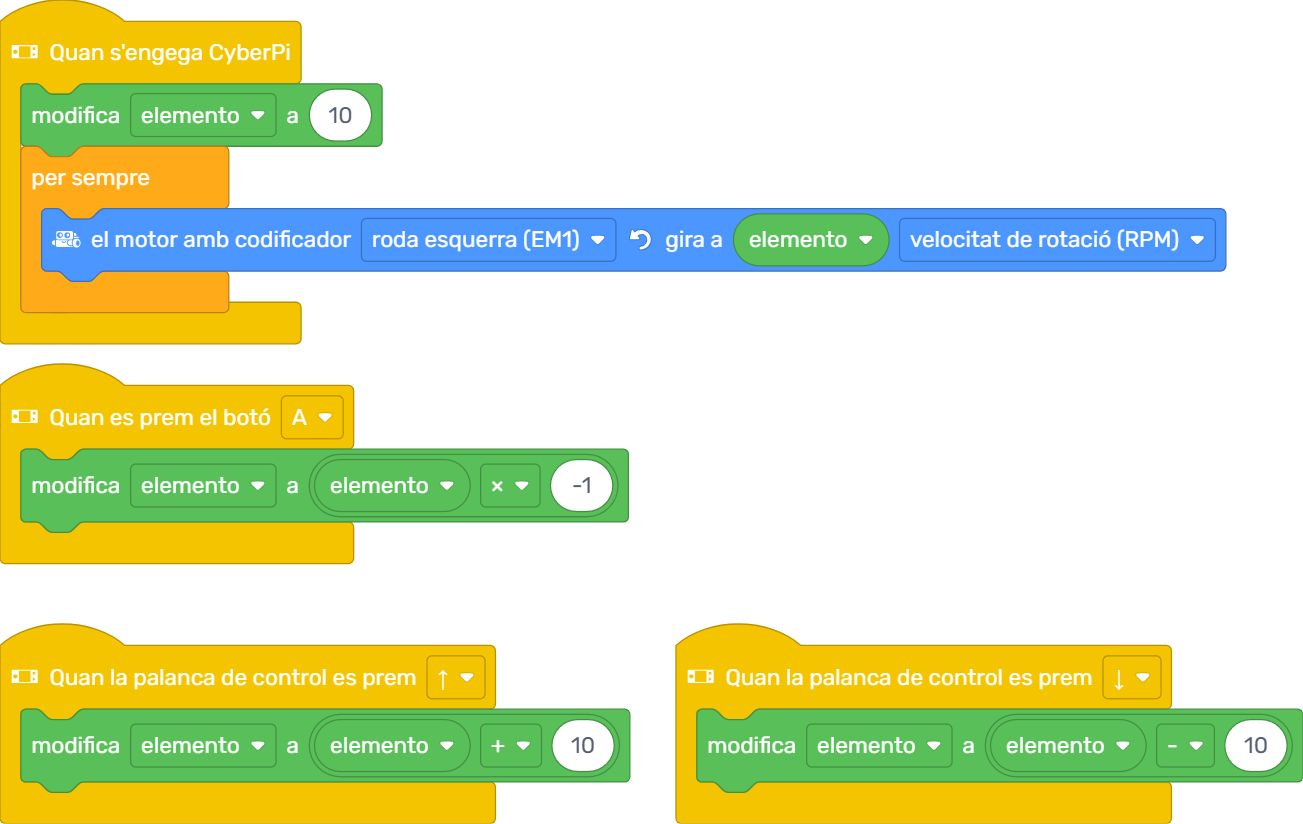 Quan s'engega CyberPi
modifica elemento a 10
per sempre
el motor amb codificador roda esquerra (EM1) gira a elemento velocitat de rotació (RPM)
Quan es prem el botó A
modifica elemento a elemento × -1
Quan la palanca de control es prem ↑
modifica elemento a elemento + 10
Quan la palanca de control es prem ↓
modifica elemento a elemento - 10